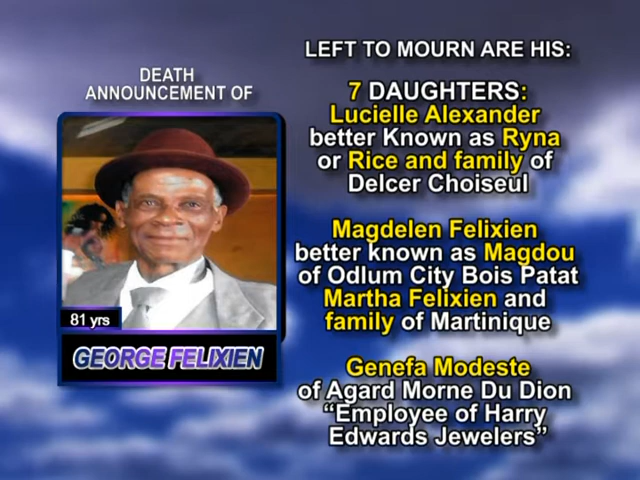 DEATH
ANNOUNCEMENT OF
81 yrs
GEORGE FELIXIEN
LEFT TO MOURN ARE HIS:
7 DAUGHTERS:
Lucielle Alexander
better Known as Ryna
or Rice and family of
Delcer Choiseul
Magdelen Felixien
better known as Magdou
of Odlum City Bois Patat
Martha Felixien and
family of Martinique
Genefa Modeste
of Agard Morne Du Dion
“Employee of Harry
Edwards Jewelers”